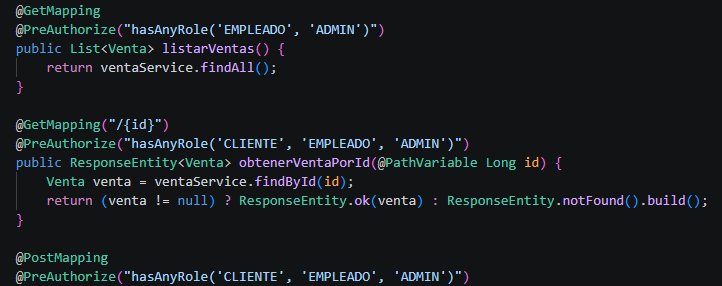 @GetMapping
@PreAuthorize("hasAnyRole('EMPLEADO', 'ADMIN')")
public List<Venta> listarVentas() {
    return ventaService.findAll();
}

@GetMapping("/{id}")
@PreAuthorize("hasAnyRole('CLIENTE', 'EMPLEADO', 'ADMIN')")
public ResponseEntity<Venta> obtenerVentaPorId(@PathVariable Long id) {
    Venta venta = ventaService.findById(id);
    return (venta != null) ? ResponseEntity.ok(venta) : ResponseEntity.notFound().build();
}

@PostMapping
@PreAuthorize("hasAnyRole('CLIENTE', 'EMPLEADO', 'ADMIN')")